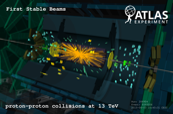 First Stable Beams
ATLAS
EXPERIMENT
proton-proton collisions at 13 TeV